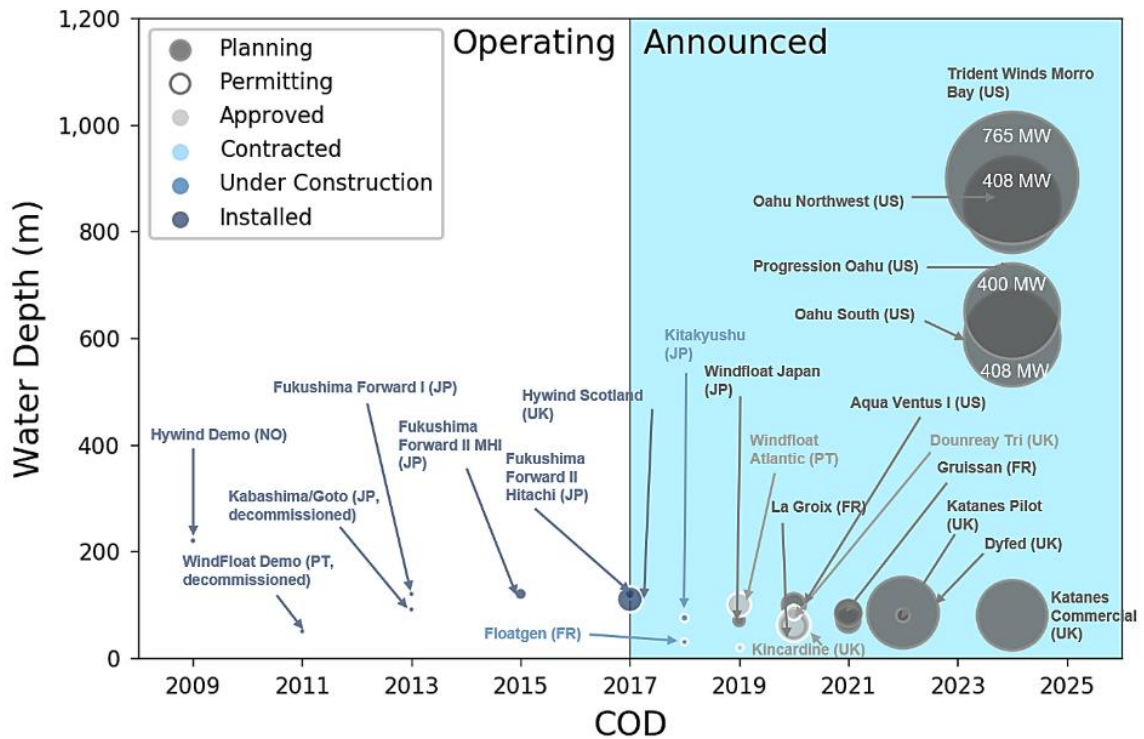 1,200
1,000
800
600
400
200
0
Water Depth (m)
Planning
Permitting
Approved
Contracted
Under Construction
Installed
Operating
Announced
Trident Winds Morro
Bay (US)
765 MW
408 MW
Oahu Northwest (US)
Progression Oahu (US)
400 MW
Oahu South (US)
408 MW
Kitakyushu
(JP)
Windfloat Japan
(JP)
Hywind Scotland
(UK)
Fukushima Forward I (JP)
Aqua Ventus I (US)
Hywind Demo (NO)
Fukushima
Forward II MHI
(JP)
Windfloat
Atlantic (PT)
Dounreay Tri (UK)
Fukushima
Forward II
Hitachi (JP)
Gruissan (FR)
Kabashima/Goto (JP,
decommissioned)
La Groix (FR)
Katanes Pilot
(UK)
Dyfed (UK)
WindFloat Demo (PT,
decommissioned)
Floatgen (FR)
Kincardine (UK)
Katanes
Commercial
(UK)
2009
2011
2013
2015
2017
2019
2021
2023
2025
COD